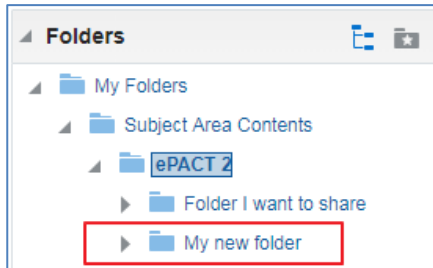 Folders
My Folders
Subject Area Contents
ePACT 2
Folder I want to share
My new folder